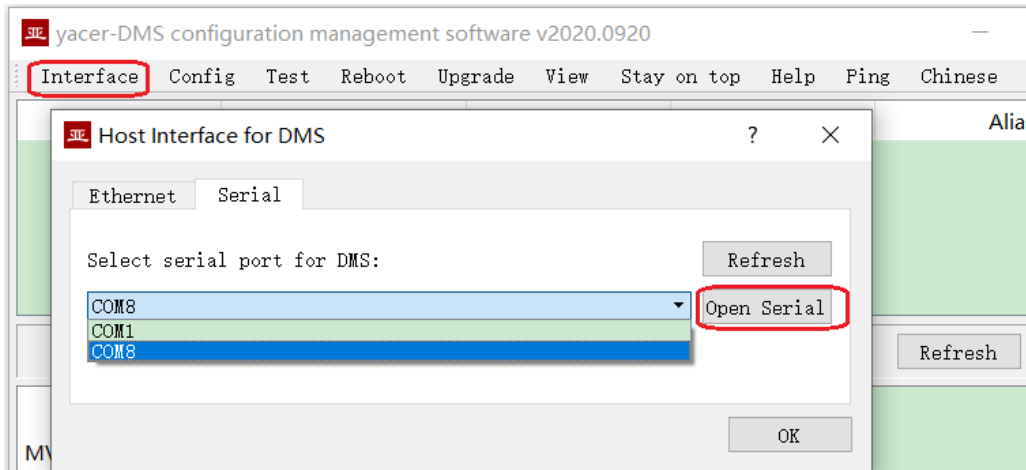 亚 yacer-DMS configuration management software v2020.0920
Interface Config Test Reboot Upgrade View Stay on top Help Ping Chinese
亚 Host Interface for DMS ?
Alia
Ethernet Serial
Select serial port for DMS:
Refresh
COM8
Open Serial
COM1
COM8
Refresh
OK
MV